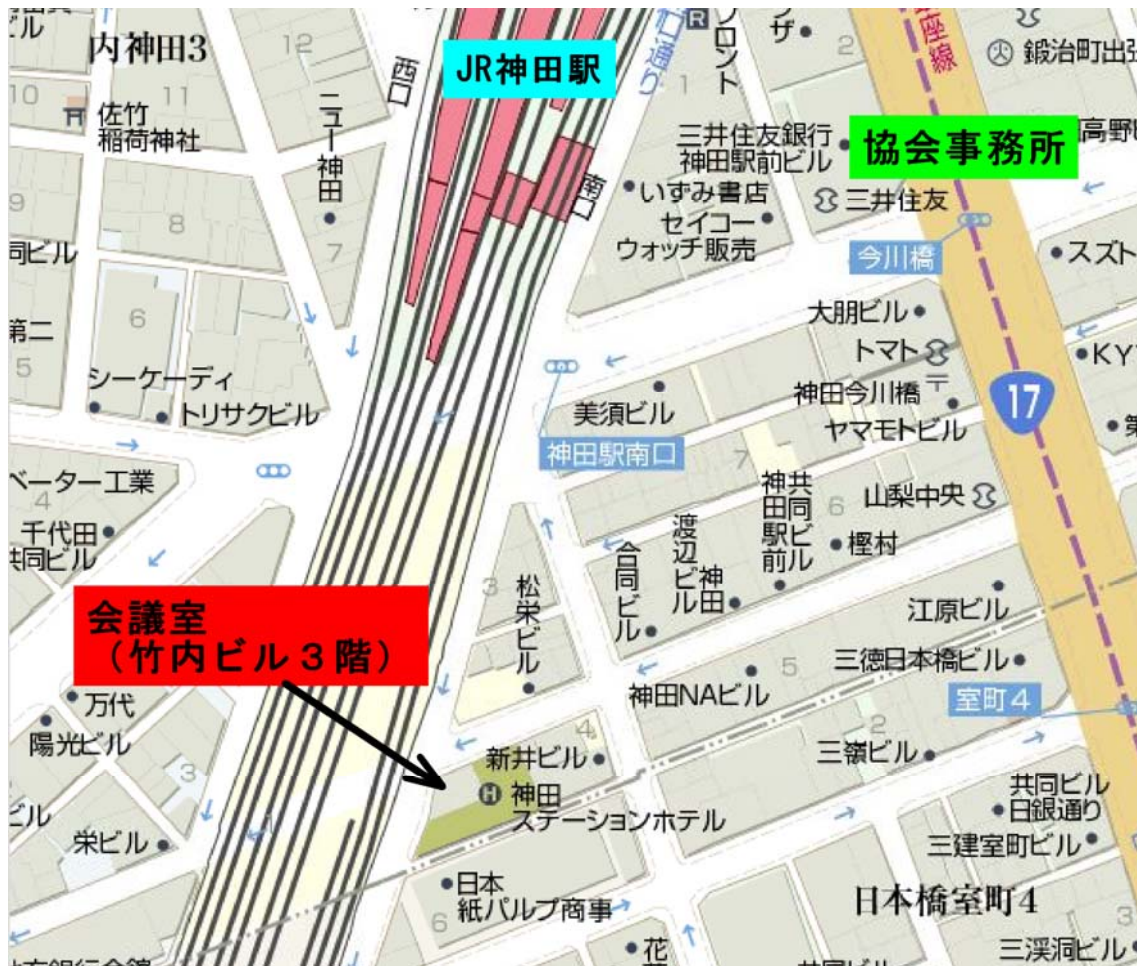 内神田3
12
西口
JR神田駅
フロント
ザ
2
座線
鍛治町出張
10
11
佐竹
稲荷神社
ニュー神田
1
三井住友銀行
神田駅前ビル
協会事務所
いずみ書店
南口
三井住友
セイコー
ウォッチ販売
9
8
7
同ビル
今川橋
スズト
6
第二
5
大朋ビル
トマト
KY
シーケーディ
トリサクビル
美須ビル
神田今川橋
17
ヤマモトビル
神田駅南口
7
ベーター工業
4
千代田
共同ビル
神田駅前
共同ビル
6
山梨中央
樫村
渡辺ビル
神田
合同ビル
3
松栄ビル
江原ビル
会議室
（竹内ビル３階）
5
三徳日本橋ビル
神田NAビル
室町4
万代
陽光ビル
3
4
新井ビル
2
三嶺ビル
神田
ステーションホテル
共同ビル
日銀通り
ビル
栄ビル
三建室町ビル
日本
紙パルプ商事
6
日本橋室町4
3
花
三渓洞ビル